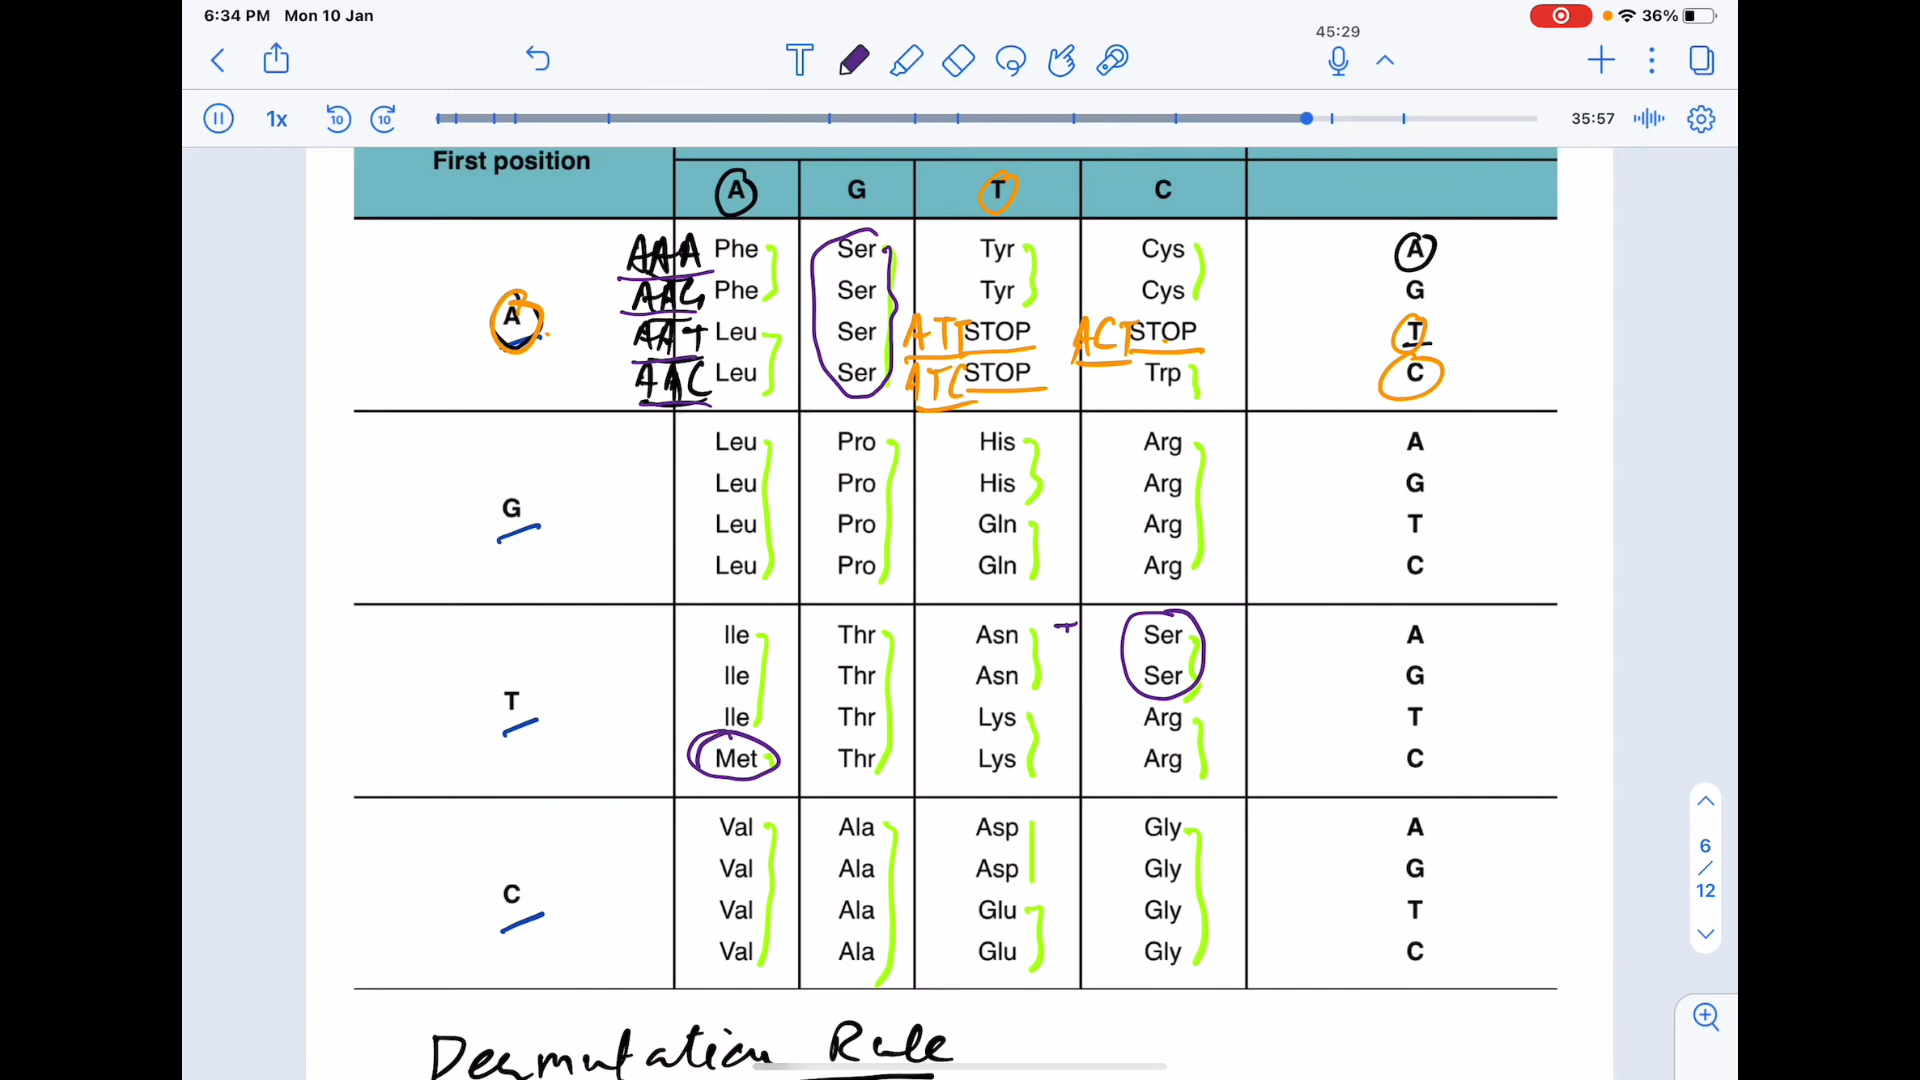 6:34 PM Mon 10 Jan 36%
45:29
1x 10 10 35:57
First position
A G T C
AAA Phe Ser Tyr Cys A
AAG Phe Ser Tyr Cys G
A
AAT Leu Ser ATT STOP ACT STOP T
AAC Leu Ser ATC STOP Trp C
Leu Pro His Arg A
Leu Pro His Arg G
G
Leu Pro Gln Arg T
Leu Pro Gln Arg C
Ile Thr Asn T Ser A
Ile Thr Asn Ser G
T
Ile Thr Lys Arg T
Met Thr Lys Arg C
Val Ala Asp Gly A
Val Ala Asp Gly G
C
Val Ala Glu Gly T
Val Ala Glu Gly C
6
/
12
Rule